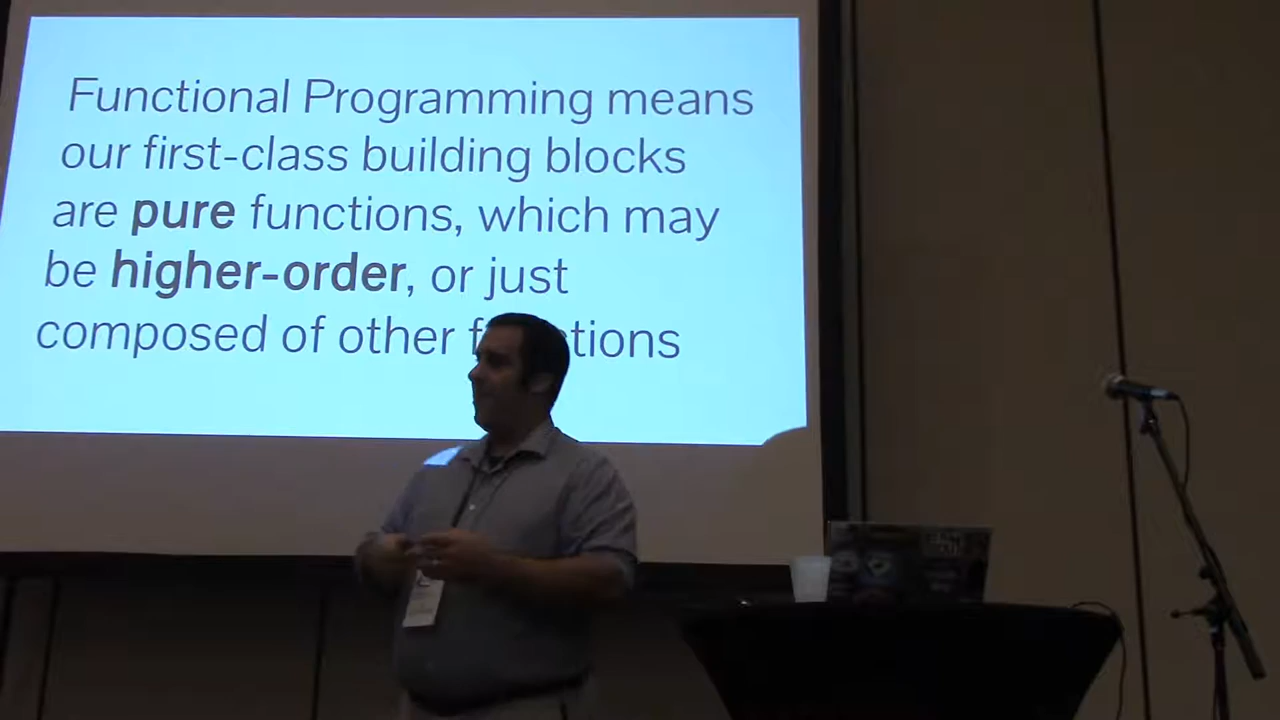 Functional Programming means
our first-class building blocks
are pure functions, which may
be higher-order, or just
composed of other